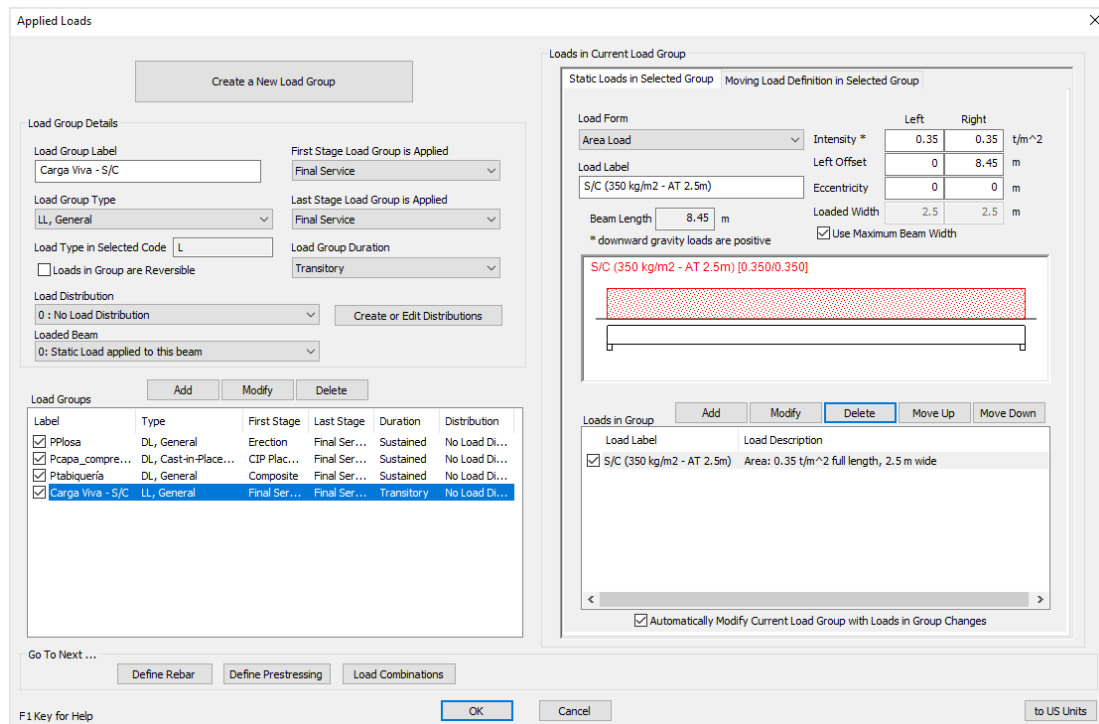 Applied Loads
Create a New Load Group
Load Group Details
Load Group Label
Carga Viva - S/C
First Stage Load Group is Applied
Final Service
Load Group Type
LL, General
Last Stage Load Group is Applied
Final Service
Load Type in Selected Code L
Loads in Group are Reversible
Load Group Duration
Transitory
Load Distribution
0 : No Load Distribution
Create or Edit Distributions
Loaded Beam
0: Static Load applied to this beam
Load Groups
Add Modify Delete
Label Type First Stage Last Stage Duration Distribution
PPlosa DL, General Erection Final Ser... Sustained No Load Di...
Pcapa_compre... DL, Cast-in-Place... CIP Plac... Final Ser... Sustained No Load Di...
Ptabiquería DL, General Composite Final Ser... Sustained No Load Di...
Carga Viva - S/C LL, General Final Ser... Final Ser... Transitory No Load Di...
Loads in Current Load Group
Static Loads in Selected Group Moving Load Definition in Selected Group
Load Form
Area Load
Load Label
S/C (350 kg/m2 - AT 2.5m)
Beam Length 8.45 m
* downward gravity loads are positive
Left Right
Intensity * 0.35 0.35 t/m^2
Left Offset 0 8.45 m
Eccentricity 0 0 m
Loaded Width 2.5 2.5 m
Use Maximum Beam Width
S/C (350 kg/m2 - AT 2.5m) [0.350/0.350]
Loads in Group
Add Modify Delete Move Up Move Down
Load Label Load Description
S/C (350 kg/m2 - AT 2.5m) Area: 0.35 t/m^2 full length, 2.5 m wide
Automatically Modify Current Load Group with Loads in Group Changes
Go To Next ...
Define Rebar Define Prestressing Load Combinations
F1 Key for Help
OK Cancel to US Units